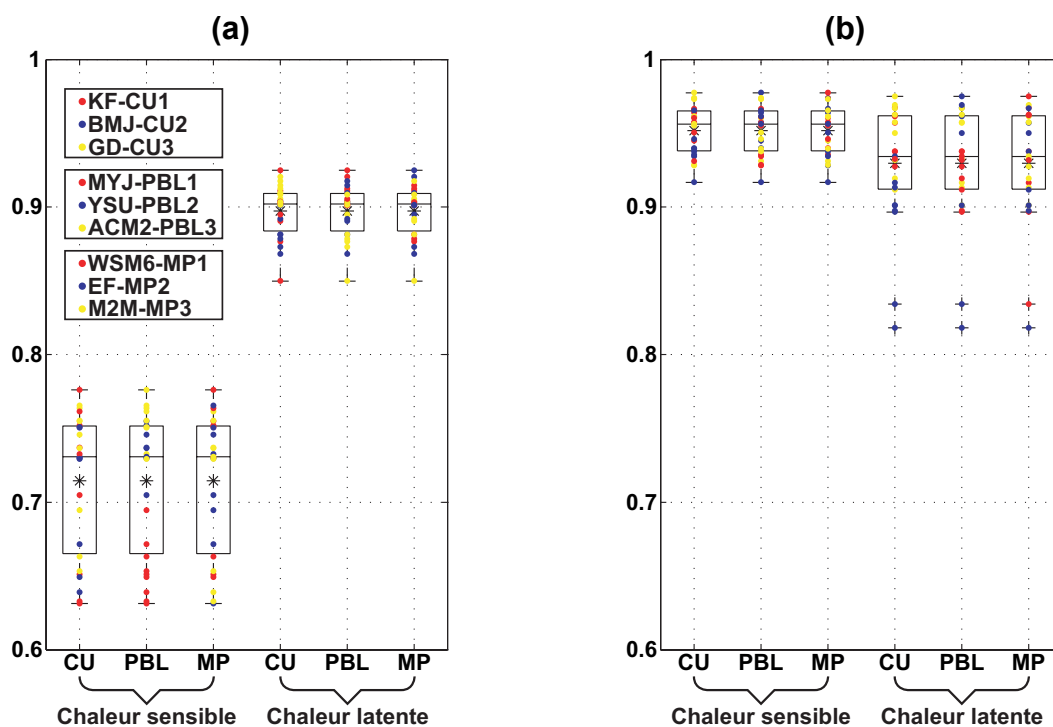 (a)
1
0.9
0.8
0.7
0.6
KF-CU1
BMJ-CU2
GD-CU3
MYJ-PBL1
YSU-PBL2
ACM2-PBL3
WSM6-MP1
EF-MP2
M2M-MP3
CU PBL MP CU PBL MP
Chaleur sensible Chaleur latente
(b)
1
0.9
0.8
0.7
0.6
CU PBL MP CU PBL MP
Chaleur sensible Chaleur latente